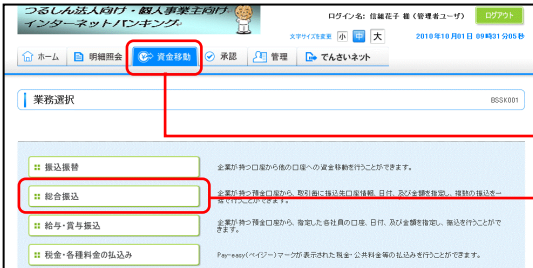 つるしん法人向け・個人事業主向け
インターネットバンキング
ログイン名: 信鶴花子 様 (管理者ユーザ) ログアウト
文字サイズを変更 小 中 大 2010年10月01日 09時31分05秒
ホーム 明細照会 資金移動 承認 管理 でんさいネット
業務選択 BSSK001
振込振替 企業が持つ口座から他の口座への資金移動を行うことができます。
総合振込 企業が持つ預金口座から、取引毎に振込先口座情報、日付、及び金額を指定し、複数の振込を一
括で行うことができます。
給与・賞与振込 企業が持つ預金口座から、指定した各社員の口座、日付、及び金額を指定し、振込を行うことがで
きます。
税金・各種料金の払込み Pay-easy(ペイジー)マークが表示された税金・公共料金等の払込みを行うことができます。